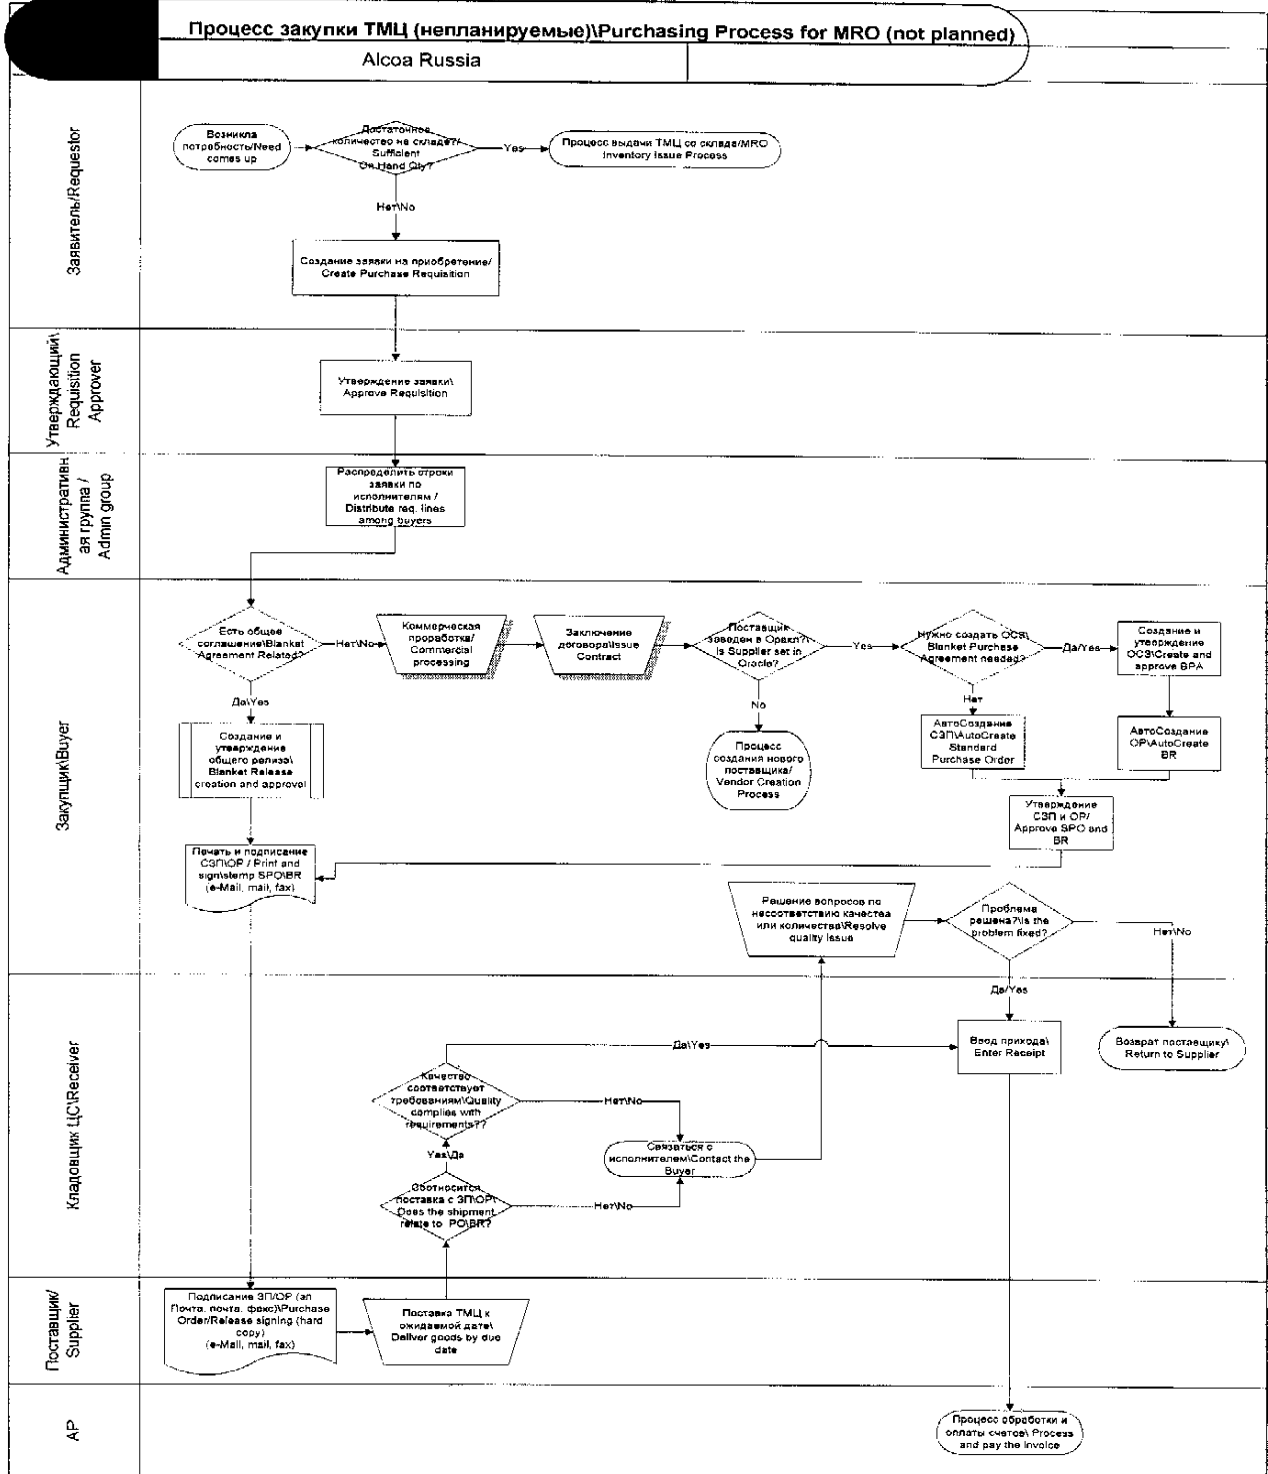 Процесс закупки ТМЦ (непланируемые)\Purchasing Process for MRO (not planned)
Alcoa Russia
Заявитель/Requestor
Возникла
потребность/Need
comes up
Достаточное
количество не складе?/
Sufficient
On Hand Qty?
Yes
Процесс выдачи ТМЦ со склада/MRO
Inventory Issue Process
Нет\No
Создание заявки на приобретение/
Create Purchase Requisition
Утверждающий\
Requisition
Approver
Утверждение заявки\
Approve Requisition
Административн
ая группа /
Admin group
Распределить строки
заявки по
исполнителям /
Distribute req. lines
among buyers
Закупщик\Buyer
Есть общее
соглашение\Blanket
Agreement Related?
Нет\No
Коммерческая
проработка/
Commercial
processing
Заключение
договора\Issue
Contract
Поставщик
заведен в Оракл?\
Is Supplier set in
Oracle?
Yes
Нужно создать ОСЗ\
Blanket Purchase
Agreement needed?
Да/Yes
Создание и
утверждение
ОСЗ\Create and
approve BPA
Да\Yes
No
Нет
Создание и
утверждение
общего релиза\
Blanket Release
creation and approval
Процесс
создания нового
поставщика/
Vendor Creation
Process
АвтоСоздание
СЗП\AutoCreate
Standard
Purchase Order
АвтоСоздание
ОР\AutoCreate
BR
Утверждение
СЗП и ОР/
Approve SPO and
BR
Печать и подписание
СЗП\ОР / Print and
sign\stemp SPO\BR
(e-Mail, mail, fax)
Решение вопросов по
несоответствию качества
или количества\Resolve
quality issue
Проблема
решена?\Is the
problem fixed?
Нет\No
Да/Yes
Кладовщик ЦС\Receiver
Да\Yes
Ввод прихода\
Enter Receipt
Возврат поставщику\
Return to Supplier
Качество
соответствует
требованиям\Quality
complies with
requirements??
Нет\No
Связаться с
исполнителем\Contact the
Buyer
Yes\Да
Соотносится
поставка с ЗП\ОР\
Does the shipment
relate to PO\BR?
Нет\No
Поставщик/
Supplier
Подписание ЗП/ОР (эл
Почта, почта, факс)\Purchase
Order/Release signing (hard
copy)
(e-Mail, mail, fax)
Поставка ТМЦ к
ожидаемой дате\
Deliver goods by due
date
AP
Процесс обработки и
оплаты счетов\ Process
and pay the Invoice